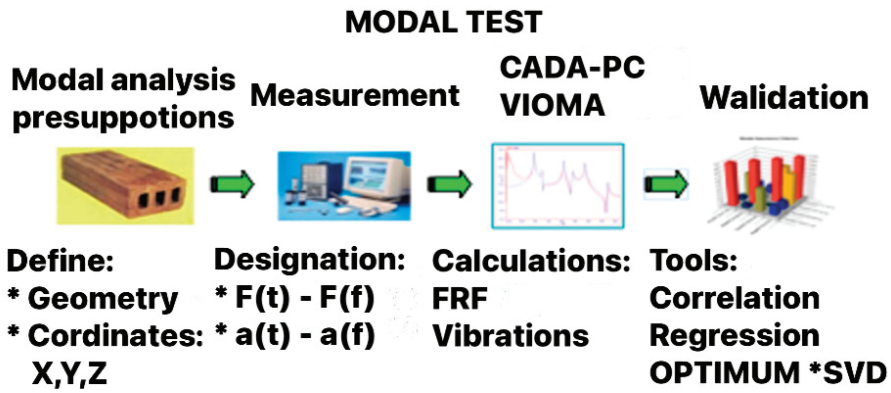 MODAL TEST
Modal analysis
presuppotions
Measurement
CADA-PC
VIOMA
Walidation
Define:
* Geometry
* Cordinates:
X,Y,Z
Designation:
* F(t) - F(f)
* a(t) - a(f)
Calculations:
FRF
Vibrations
Tools:
Correlation
Regression
OPTIMUM *SVD